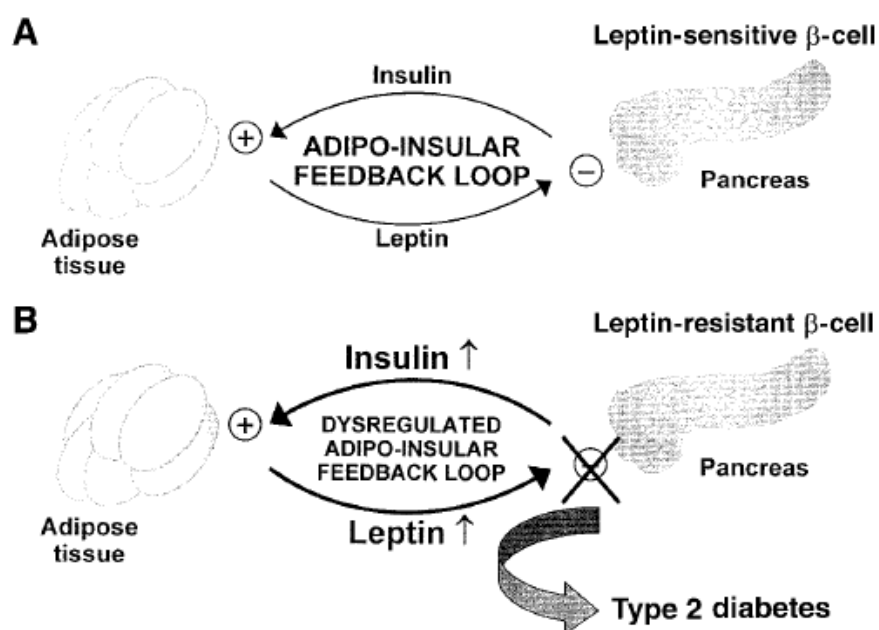 A
Leptin-sensitive β-cell
Insulin
+
ADIPO-INSULAR
FEEDBACK LOOP
−
Pancreas
Leptin
Adipose
tissue
B
Leptin-resistant β-cell
Insulin ↑
+
DYSREGULATED
ADIPO-INSULAR
FEEDBACK LOOP
Pancreas
Leptin ↑
Adipose
tissue
Type 2 diabetes